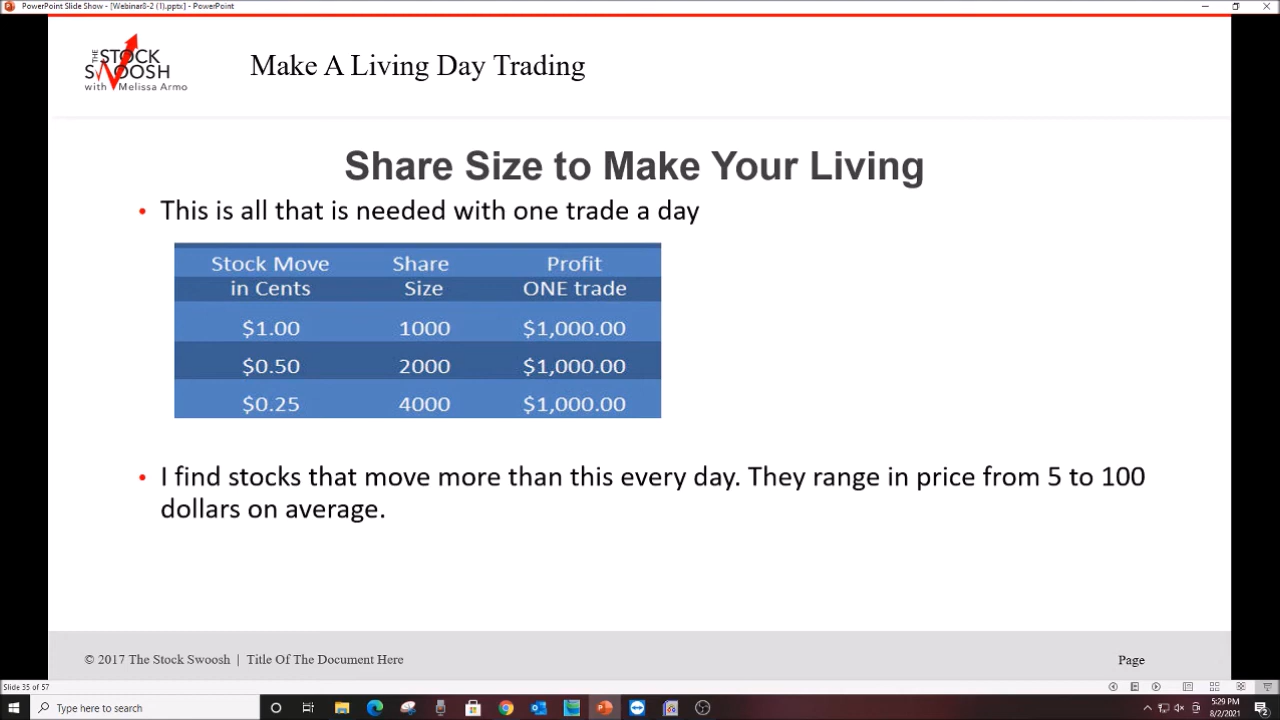 PowerPoint Slide Show - [Webinar8-2 (1).pptx] - PowerPoint
THE STOCK
SWOOSH
with Melissa Armo
Make A Living Day Trading
Share Size to Make Your Living
• This is all that is needed with one trade a day
Stock Move Share Profit
in Cents Size ONE trade
$1.00 1000 $1,000.00
$0.50 2000 $1,000.00
$0.25 4000 $1,000.00
• I find stocks that move more than this every day. They range in price from 5 to 100
dollars on average.
© 2017 The Stock Swoosh | Title Of The Document Here
Page
Slide 35 of 57
Type here to search
5:29 PM
8/2/2021